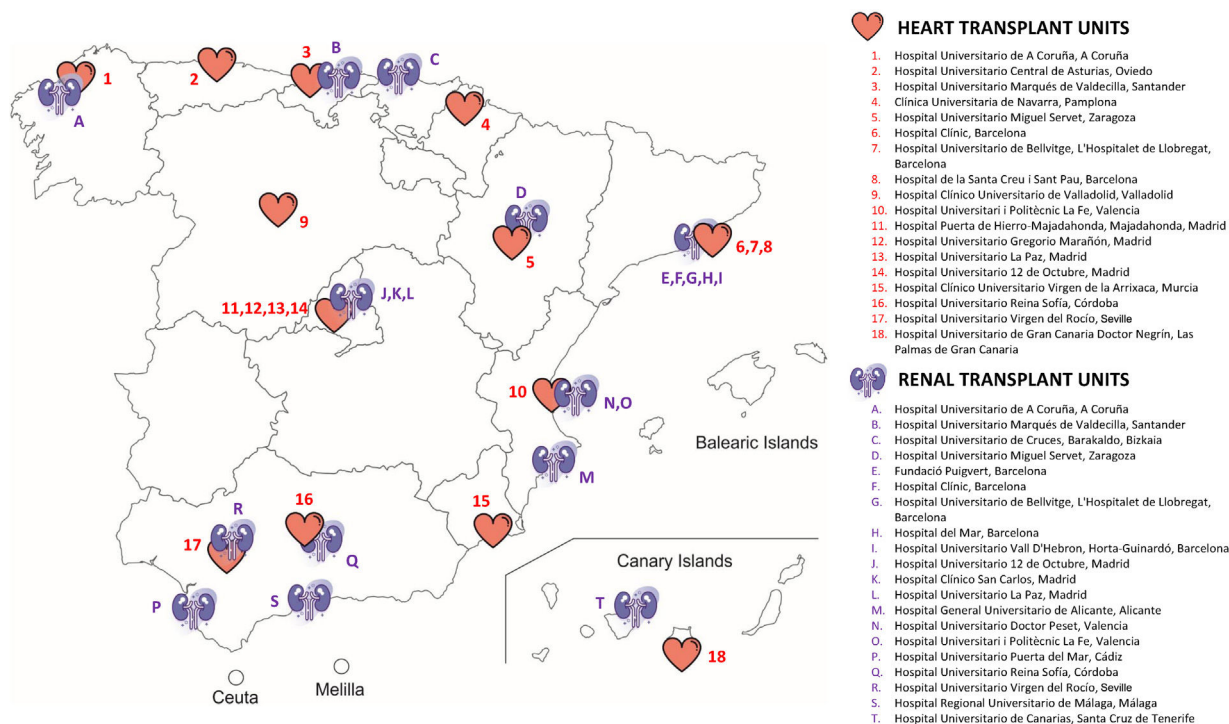 1
2
3
B
C
A
4
D
9
5
6,7,8
E,F,G,H,I
J,K,L
11,12,13,14
10
N,O
Balearic Islands
M
16
15
R
17
Q
Canary Islands
P
S
T
18
Ceuta
Melilla
HEART TRANSPLANT UNITS
1. Hospital Universitario de A Coruña, A Coruña
2. Hospital Universitario Central de Asturias, Oviedo
3. Hospital Universitario Marqués de Valdecilla, Santander
4. Clínica Universitaria de Navarra, Pamplona
5. Hospital Universitario Miguel Servet, Zaragoza
6. Hospital Clínic, Barcelona
7. Hospital Universitario de Bellvitge, L'Hospitalet de Llobregat,
Barcelona
8. Hospital de la Santa Creu i Sant Pau, Barcelona
9. Hospital Clínico Universitario de Valladolid, Valladolid
10. Hospital Universitari i Politècnic La Fe, Valencia
11. Hospital Puerta de Hierro-Majadahonda, Majadahonda, Madrid
12. Hospital Universitario Gregorio Marañón, Madrid
13. Hospital Universitario La Paz, Madrid
14. Hospital Universitario 12 de Octubre, Madrid
15. Hospital Clínico Universitario Virgen de la Arrixaca, Murcia
16. Hospital Universitario Reina Sofía, Córdoba
17. Hospital Universitario Virgen del Rocío, Seville
18. Hospital Universitario de Gran Canaria Doctor Negrín, Las
Palmas de Gran Canaria
RENAL TRANSPLANT UNITS
A. Hospital Universitario de A Coruña, A Coruña
B. Hospital Universitario Marqués de Valdecilla, Santander
C. Hospital Universitario de Cruces, Barakaldo, Bizkaia
D. Hospital Universitario Miguel Servet, Zaragoza
E. Fundació Puigvert, Barcelona
F. Hospital Clínic, Barcelona
G. Hospital Universitario de Bellvitge, L'Hospitalet de Llobregat,
Barcelona
H. Hospital del Mar, Barcelona
I. Hospital Universitario Vall D'Hebron, Horta-Guinardó, Barcelona
J. Hospital Universitario 12 de Octubre, Madrid
K. Hospital Clínico San Carlos, Madrid
L. Hospital Universitario La Paz, Madrid
M. Hospital General Universitario de Alicante, Alicante
N. Hospital Universitario Doctor Peset, Valencia
O. Hospital Universitari i Politècnic La Fe, Valencia
P. Hospital Universitario Puerta del Mar, Cádiz
Q. Hospital Universitario Reina Sofía, Córdoba
R. Hospital Universitario Virgen del Rocío, Seville
S. Hospital Regional Universitario de Málaga, Málaga
T. Hospital Universitario de Canarias, Santa Cruz de Tenerife